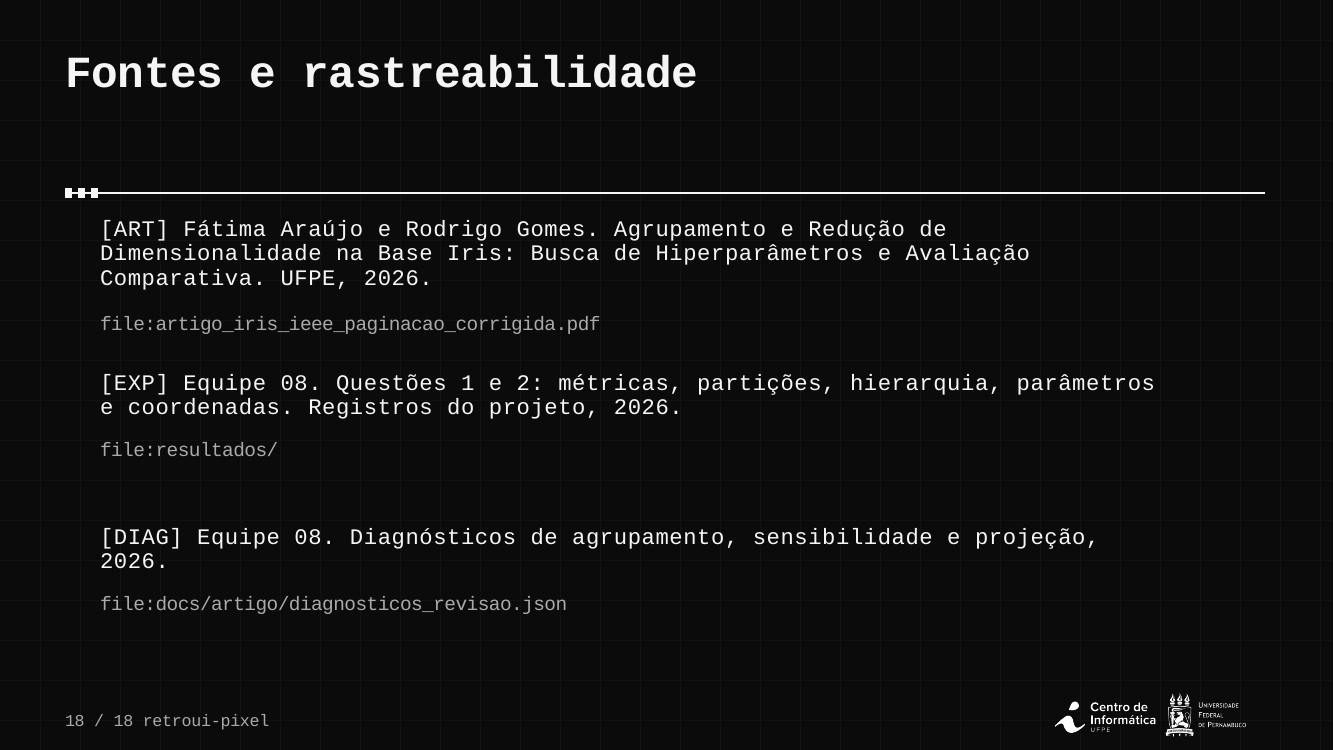 Fontes e rastreabilidade
[ART] Fátima Araújo e Rodrigo Gomes. Agrupamento e Redução de
Dimensionalidade na Base Iris: Busca de Hiperparâmetros e Avaliação
Comparativa. UFPE, 2026.
file:artigo_iris_ieee_paginacao_corrigida.pdf
[EXP] Equipe 08. Questões 1 e 2: métricas, partições, hierarquia, parâmetros
e coordenadas. Registros do projeto, 2026.
file:resultados/
[DIAG] Equipe 08. Diagnósticos de agrupamento, sensibilidade e projeção,
2026.
file:docs/artigo/diagnosticos_revisao.json
18 / 18 retroui-pixel
Centro de
Informática
UFPE
Universidade
Federal
de Pernambuco